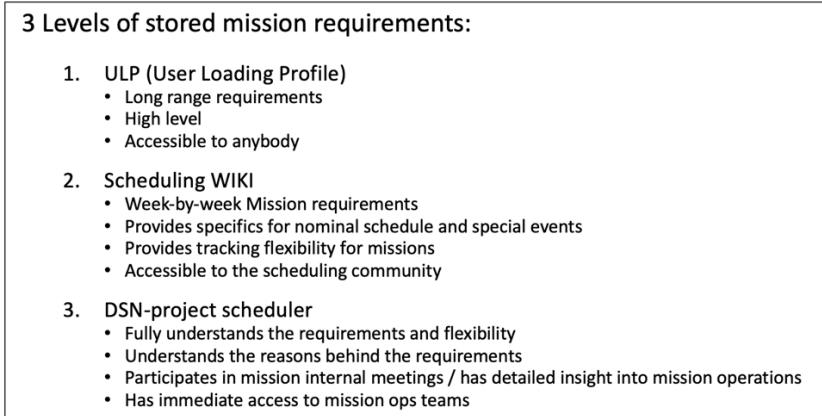 3 Levels of stored mission requirements:
1. ULP (User Loading Profile)
• Long range requirements
• High level
• Accessible to anybody
2. Scheduling WIKI
• Week-by-week Mission requirements
• Provides specifics for nominal schedule and special events
• Provides tracking flexibility for missions
• Accessible to the scheduling community
3. DSN-project scheduler
• Fully understands the requirements and flexibility
• Understands the reasons behind the requirements
• Participates in mission internal meetings / has detailed insight into mission operations
• Has immediate access to mission ops teams